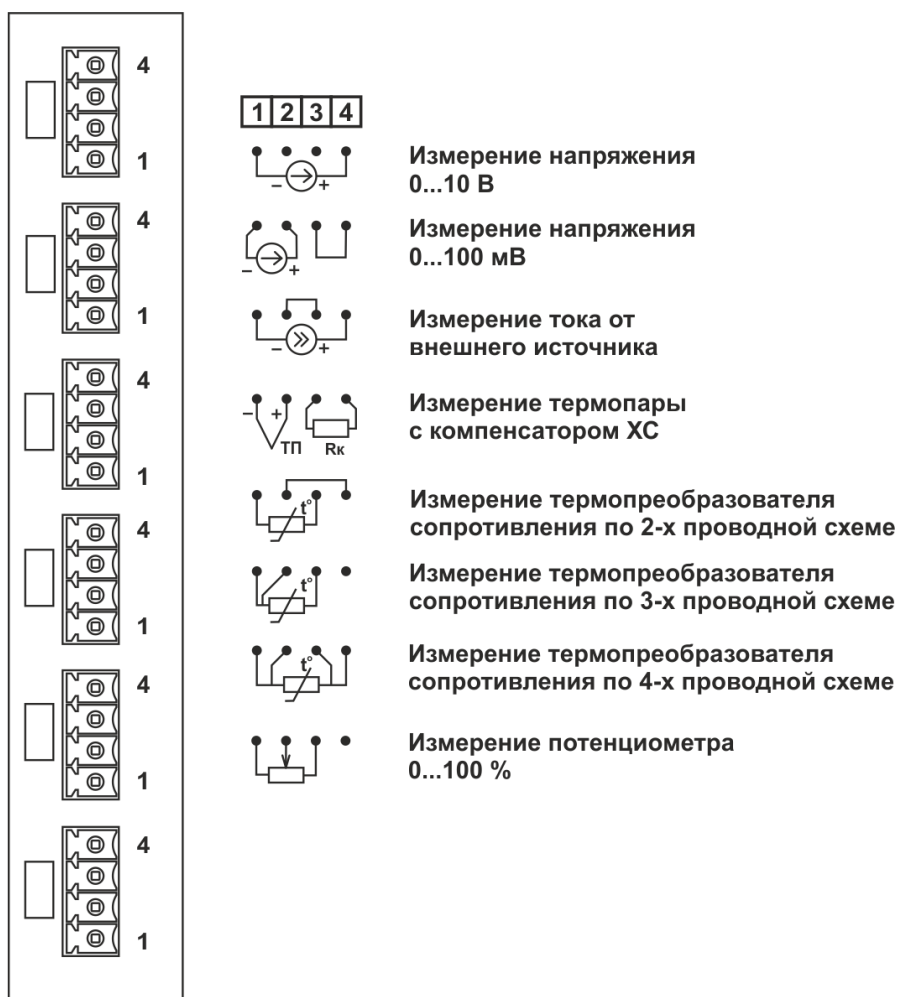 4
1
4
1
4
1
4
1
4
1
4
1
1 2 3 4
– +
Измерение напряжения
0...10 В
– +
Измерение напряжения
0...100 мВ
– +
Измерение тока от
внешнего источника
– +
ТП Rк
Измерение термопары
с компенсатором ХС
t°
Измерение термопреобразователя
сопротивления по 2-х проводной схеме
t°
Измерение термопреобразователя
сопротивления по 3-х проводной схеме
t°
Измерение термопреобразователя
сопротивления по 4-х проводной схеме
Измерение потенциометра
0...100 %